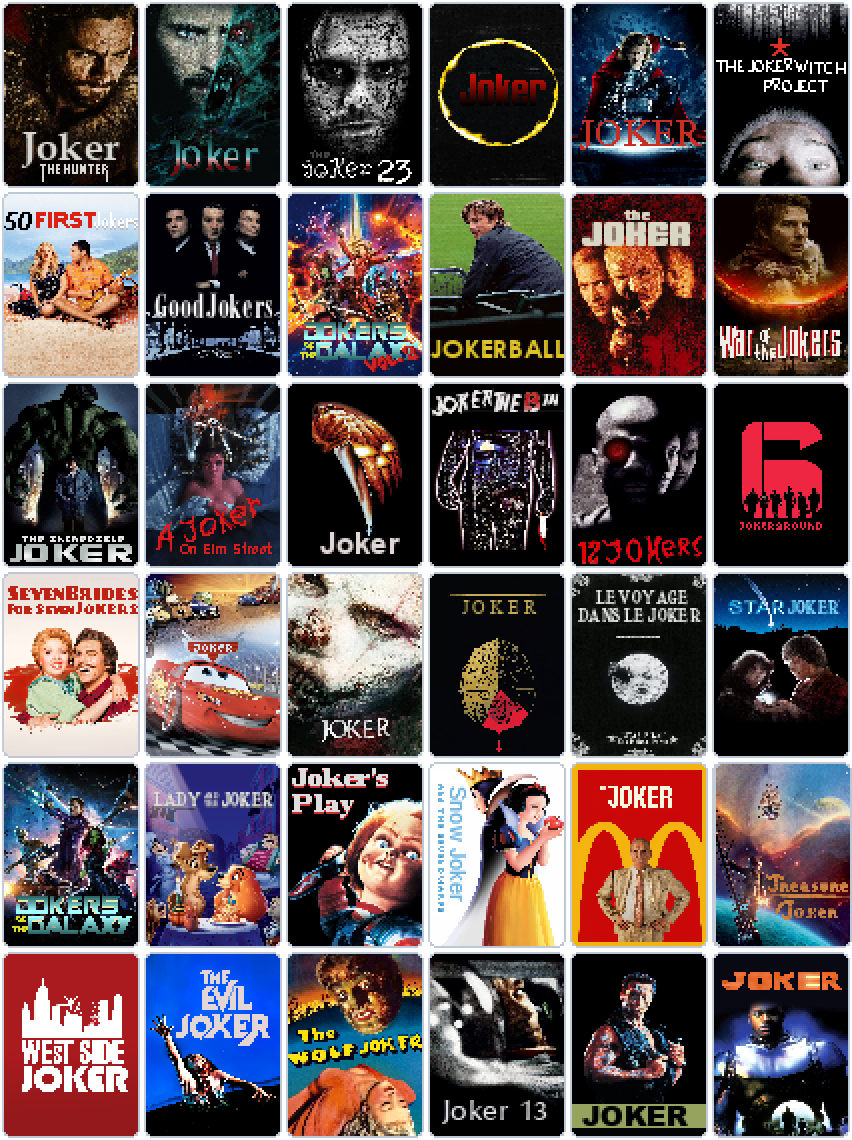 Joker
THE HUNTER
Joker
THE
JOKER 23
Joker
JOKER
THE JOKER WITCH
PROJECT
50 FIRST Jokers
GoodJokers
JOKERS
OF THE
GALAXY
VOL. 2
JOKERBALL
the
JOKER
War of the Jokers
THE INCREDIBLE
JOKER
A Joker
On Elm Street
Joker
JOKER THE 13TH
12 JOKERS
6
JOKERGROUND
SEVEN BRIDES
FOR SEVEN JOKERS
JOKER
JOKER
JOKER
LE VOYAGE
DANS LE JOKER
STAR JOKER
JOKERS
OF THE
GALAXY
LADY AND THE JOKER
Joker's
Play
Snow Joker
AND THE SEVEN DWARFS
THE JOKER
Treasure
Joker
WEST SIDE
JOKER
THE
EVIL
JOKER
The
WOLF JOKER
Joker 13
JOKER
JOKER